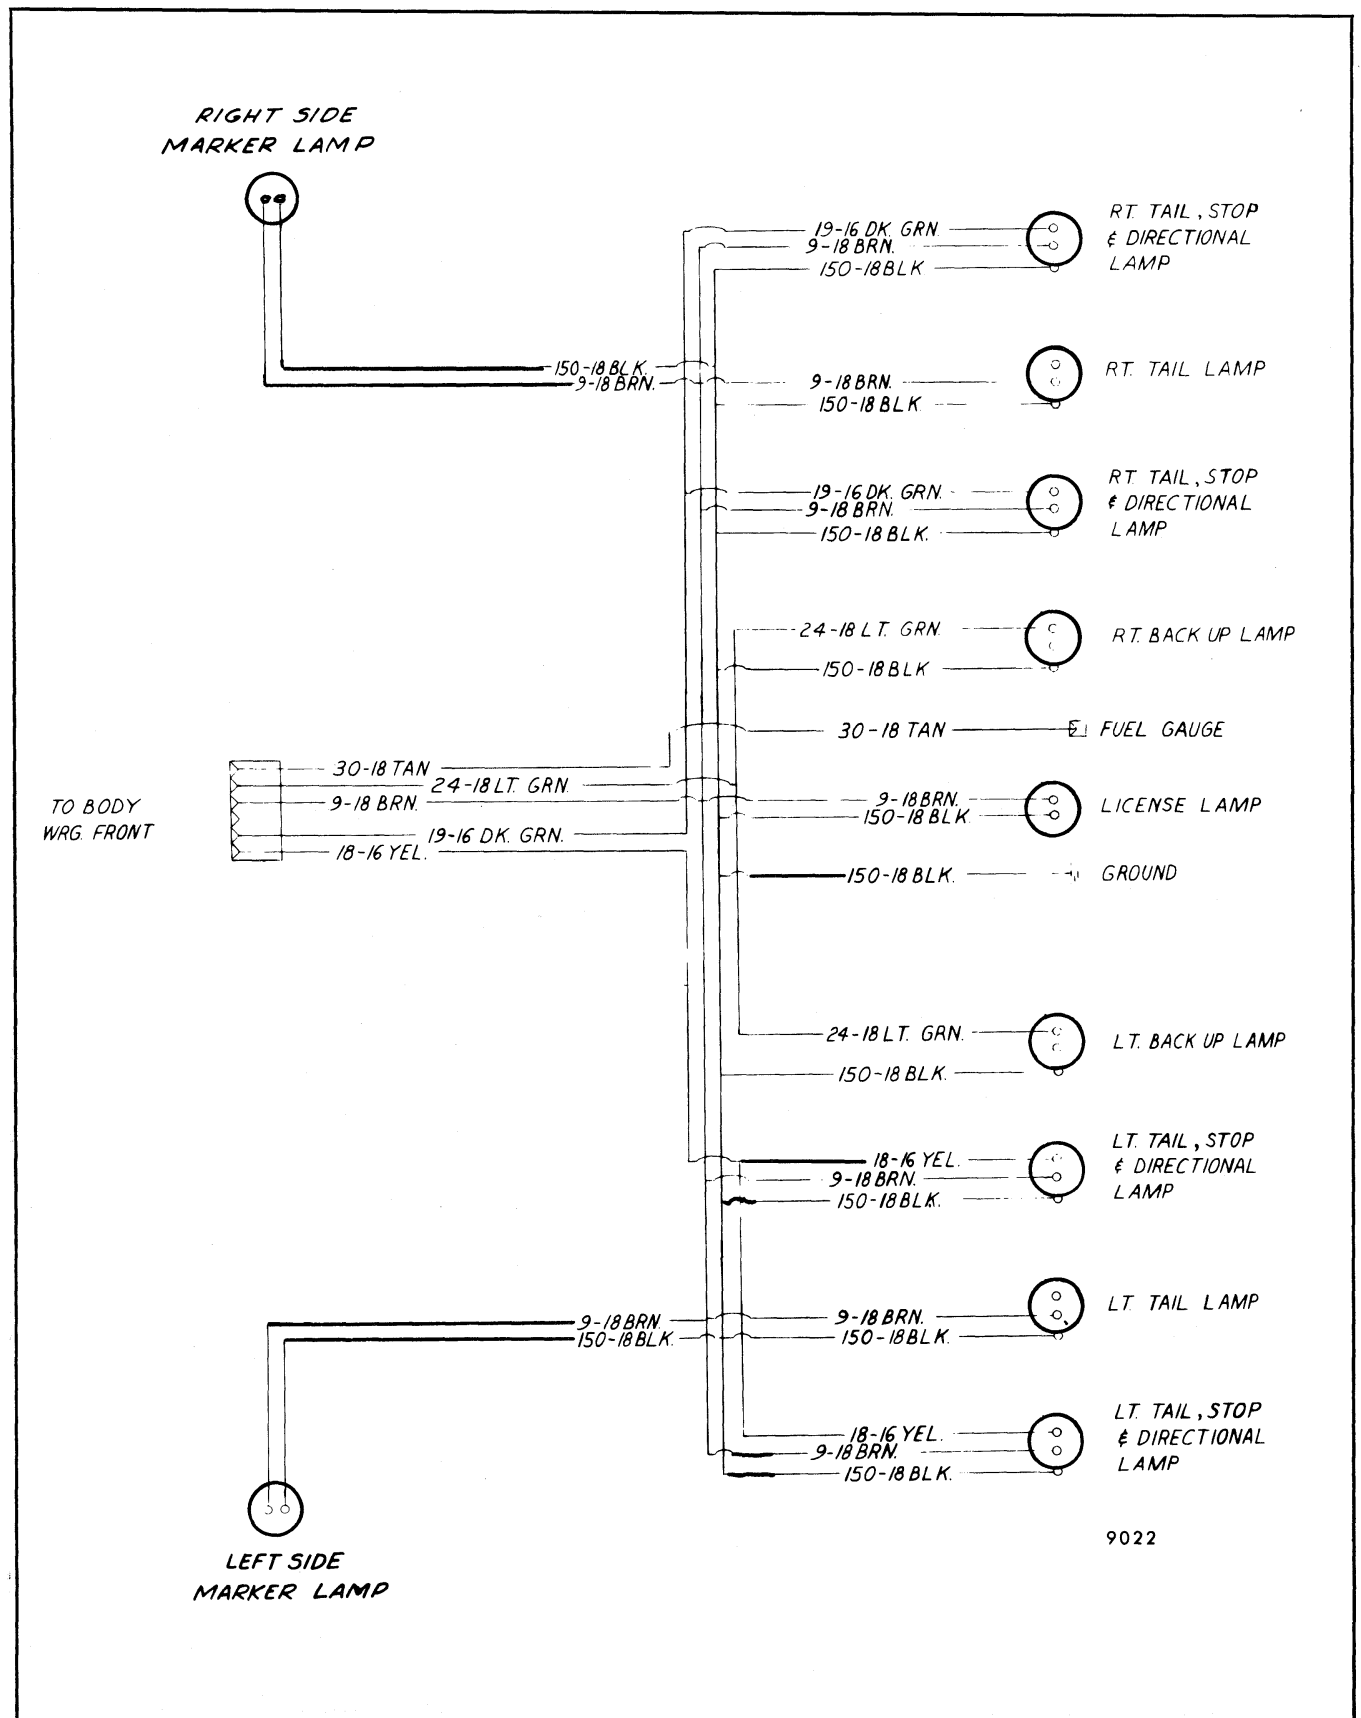 RIGHT SIDE
MARKER LAMP
19-16 DK. GRN.
9-18 BRN.
150-18 BLK
RT. TAIL, STOP
& DIRECTIONAL
LAMP
150-18 BLK.
9-18 BRN.
9-18 BRN.
150-18 BLK
RT. TAIL LAMP
19-16 DK. GRN.
9-18 BRN.
150-18 BLK.
RT. TAIL, STOP
& DIRECTIONAL
LAMP
24-18 LT. GRN.
150-18 BLK
RT. BACK UP LAMP
30-18 TAN
FUEL GAUGE
TO BODY
WRG. FRONT
30-18 TAN
24-18 LT. GRN.
9-18 BRN.
19-16 DK. GRN.
18-16 YEL.
9-18 BRN.
150-18 BLK.
LICENSE LAMP
150-18 BLK.
GROUND
24-18 LT. GRN.
150-18 BLK.
LT. BACK UP LAMP
18-16 YEL.
9-18 BRN.
150-18 BLK.
LT. TAIL, STOP
& DIRECTIONAL
LAMP
9-18 BRN.
150-18 BLK.
9-18 BRN.
150-18 BLK.
LT. TAIL LAMP
18-16 YEL.
9-18 BRN.
150-18 BLK.
LT. TAIL, STOP
& DIRECTIONAL
LAMP
LEFT SIDE
MARKER LAMP
9022